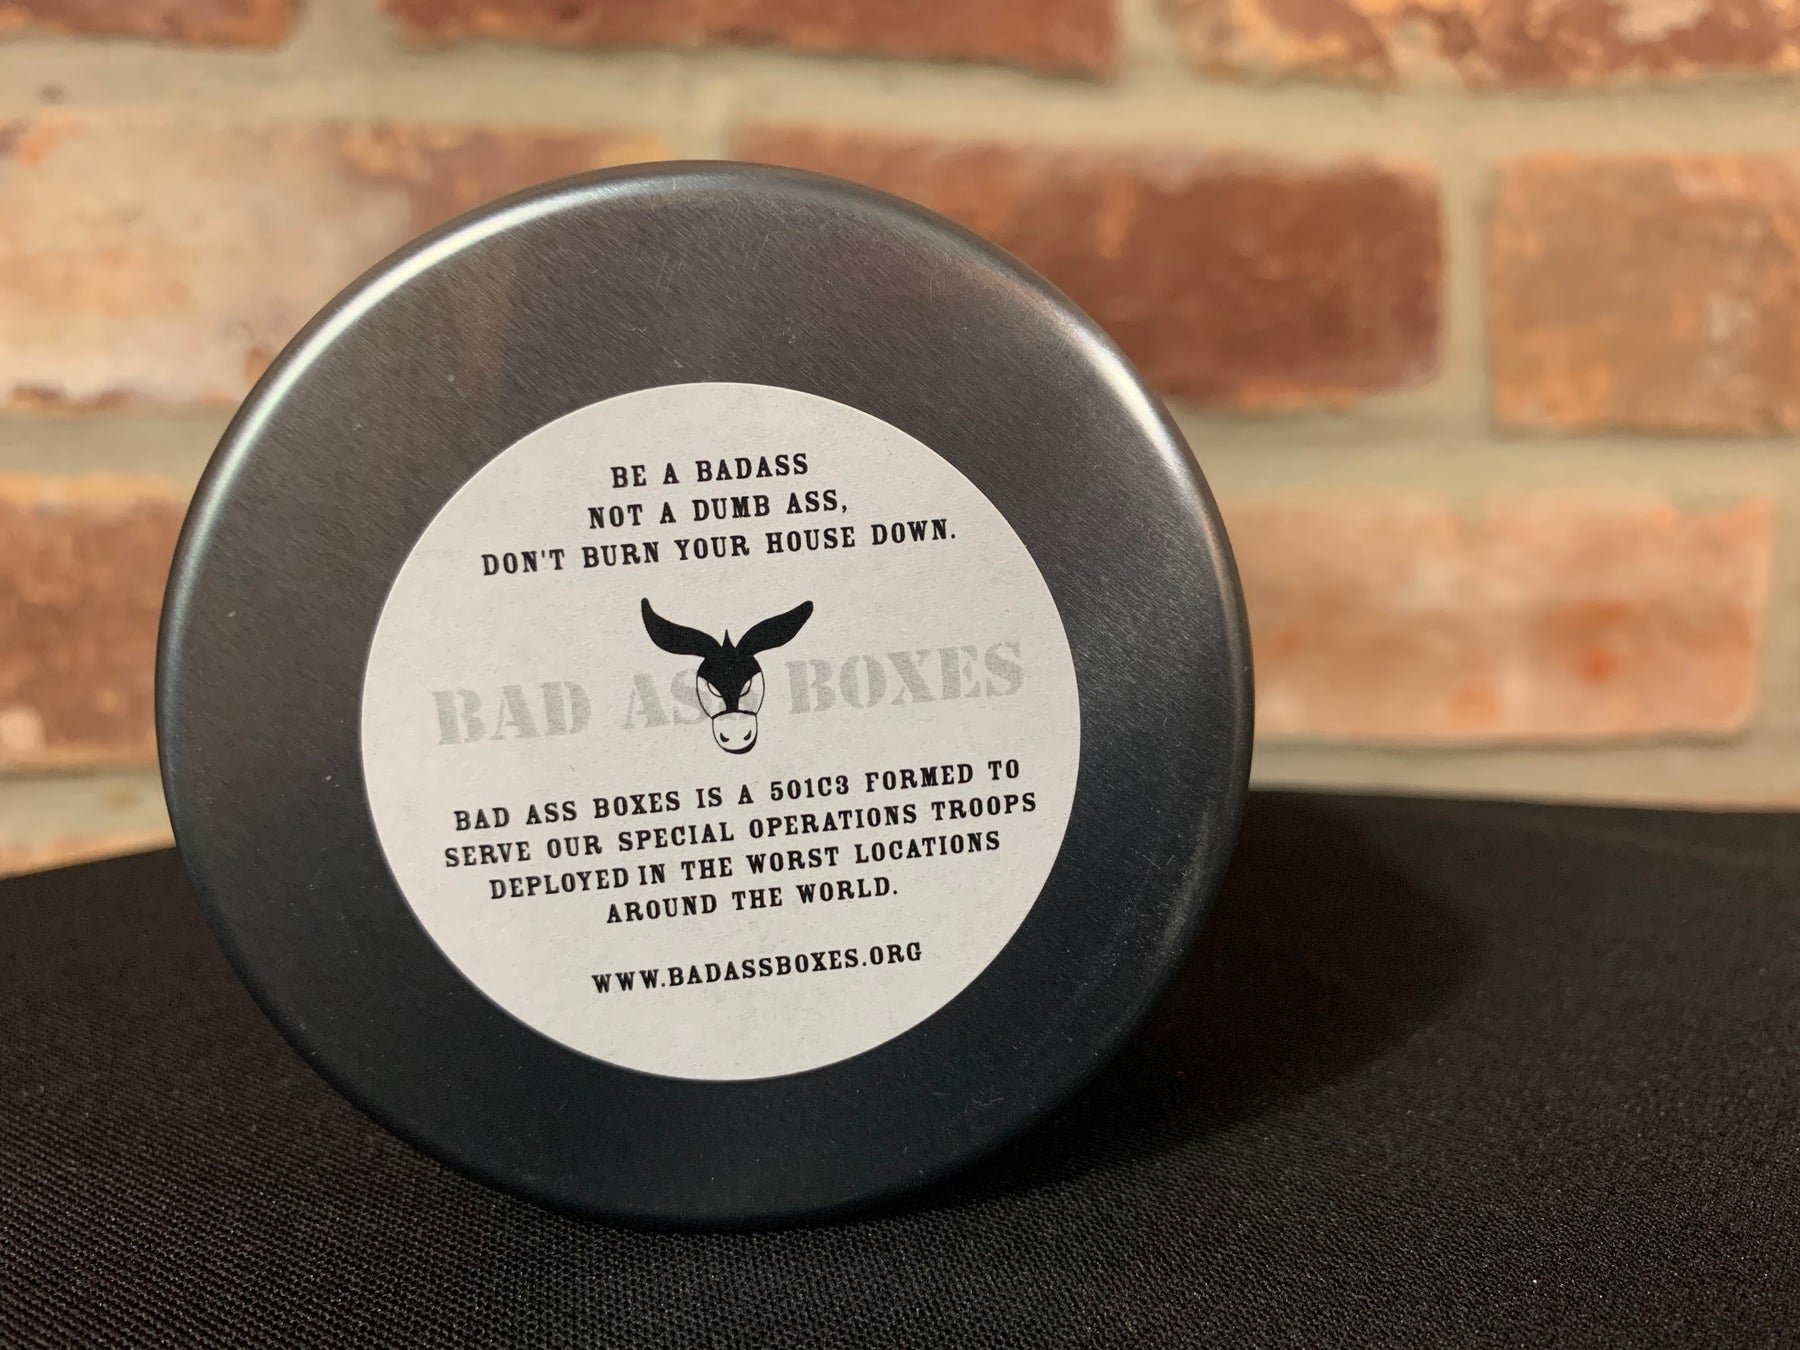 BE A BADASS
NOT A DUMB ASS,
DON'T BURN YOUR HOUSE DOWN.
BAD ASS BOXES
BAD ASS BOXES IS A 501C3 FORMED TO
SERVE OUR SPECIAL OPERATIONS TROOPS
DEPLOYED IN THE WORST LOCATIONS
AROUND THE WORLD.
WWW.BADASSBOXES.ORG